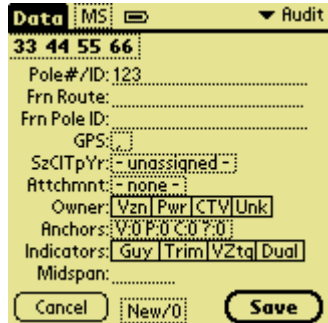 Data MS ▼ Audit
33 44 55 66
Pole#/ID: 123
Frn Route:
Frn Pole ID:
GPS: ,
SzClTpYr: - unassigned -
Attchmnt: - none -
Owner: Vzn Pwr CTV Unk
Anchors: V:0 P:0 C:0 ?:0
Indicators: Guy Trim VZtg Dual
Midspan:
Cancel New/0 Save